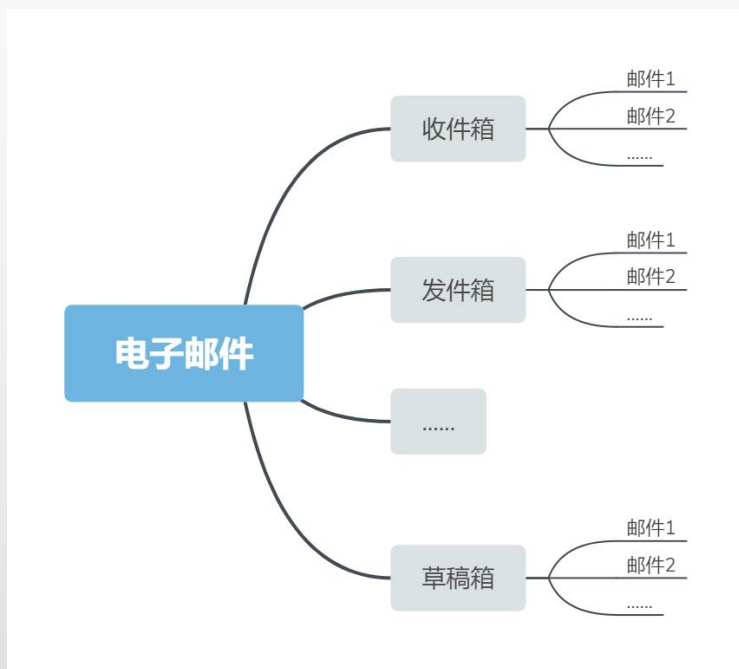 电子邮件
收件箱
邮件1
邮件2
......
发件箱
邮件1
邮件2
......
......
草稿箱
邮件1
邮件2
......